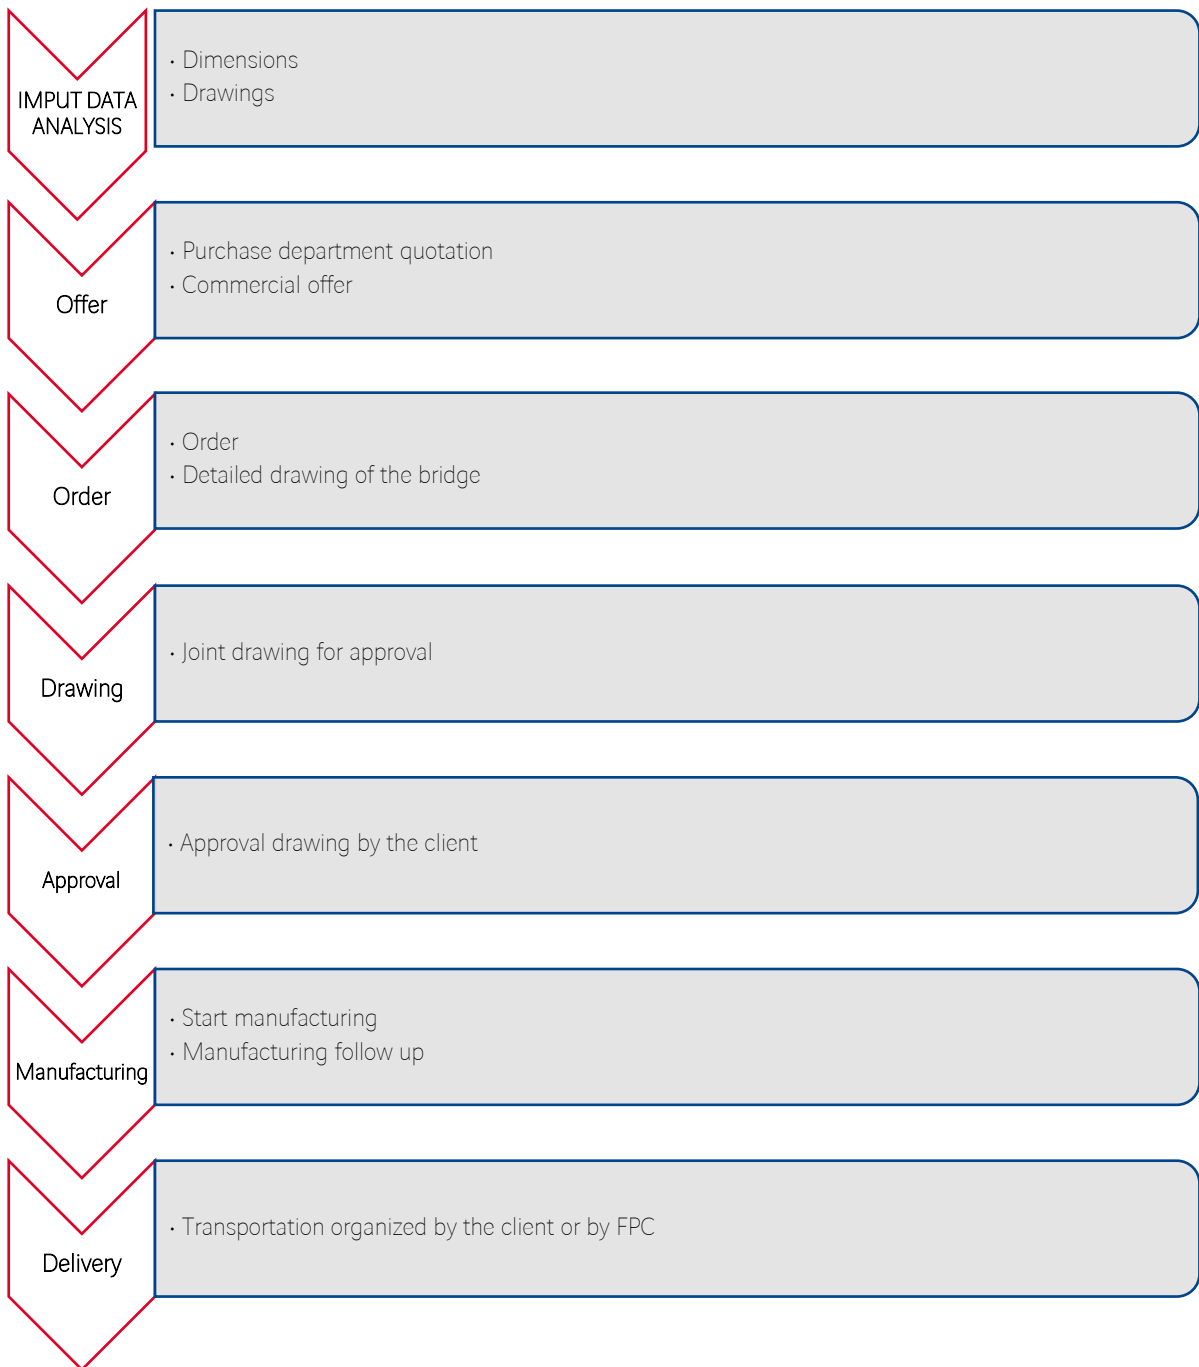 IMPUT DATA
ANALYSIS
• Dimensions
• Drawings
Offer
• Purchase department quotation
• Commercial offer
Order
• Order
• Detailed drawing of the bridge
Drawing
• Joint drawing for approval
Approval
• Approval drawing by the client
Manufacturing
• Start manufacturing
• Manufacturing follow up
Delivery
• Transportation organized by the client or by FPC